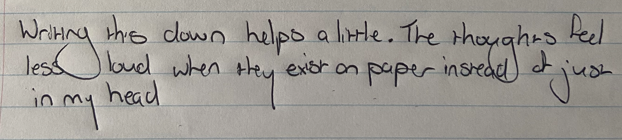 Writing this down helps a little. The thoughts feel
less loud when they exist on paper instead of just
in my head